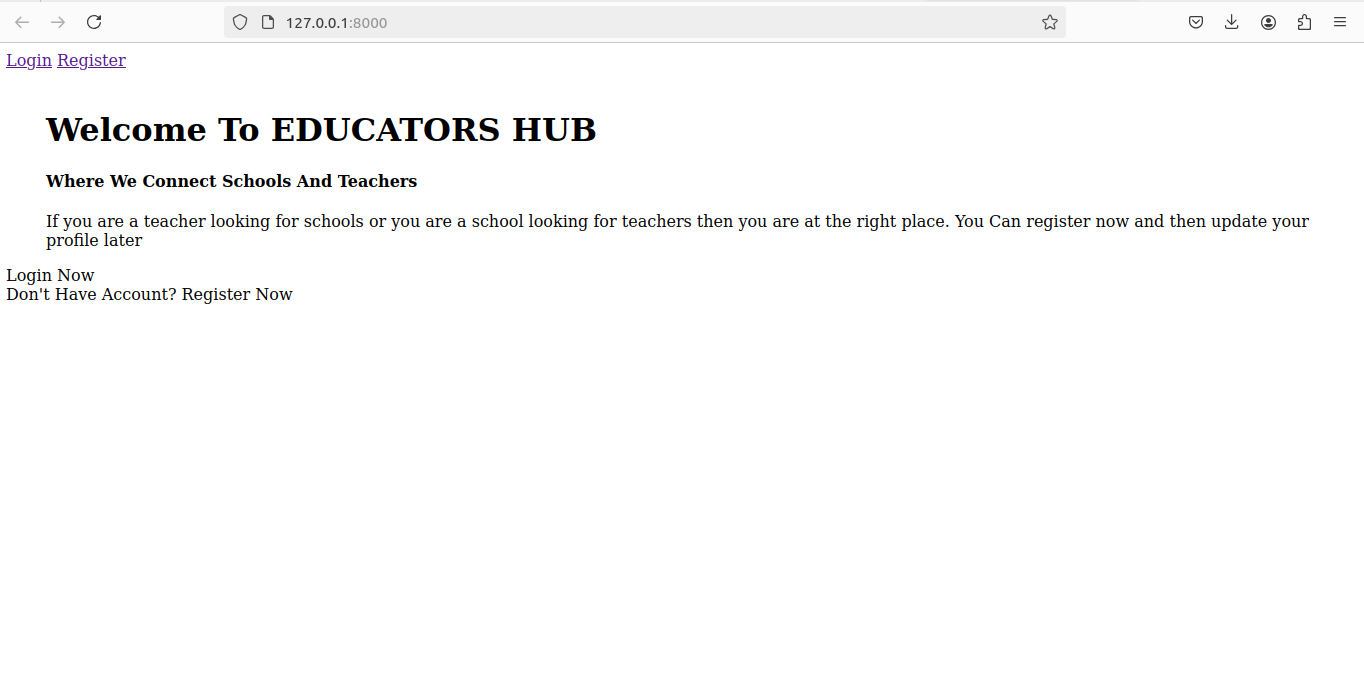 127.0.0.1:8000
Login Register
Welcome To EDUCATORS HUB
Where We Connect Schools And Teachers
If you are a teacher looking for schools or you are a school looking for teachers then you are at the right place. You Can register now and then update your
profile later
Login Now
Don't Have Account? Register Now